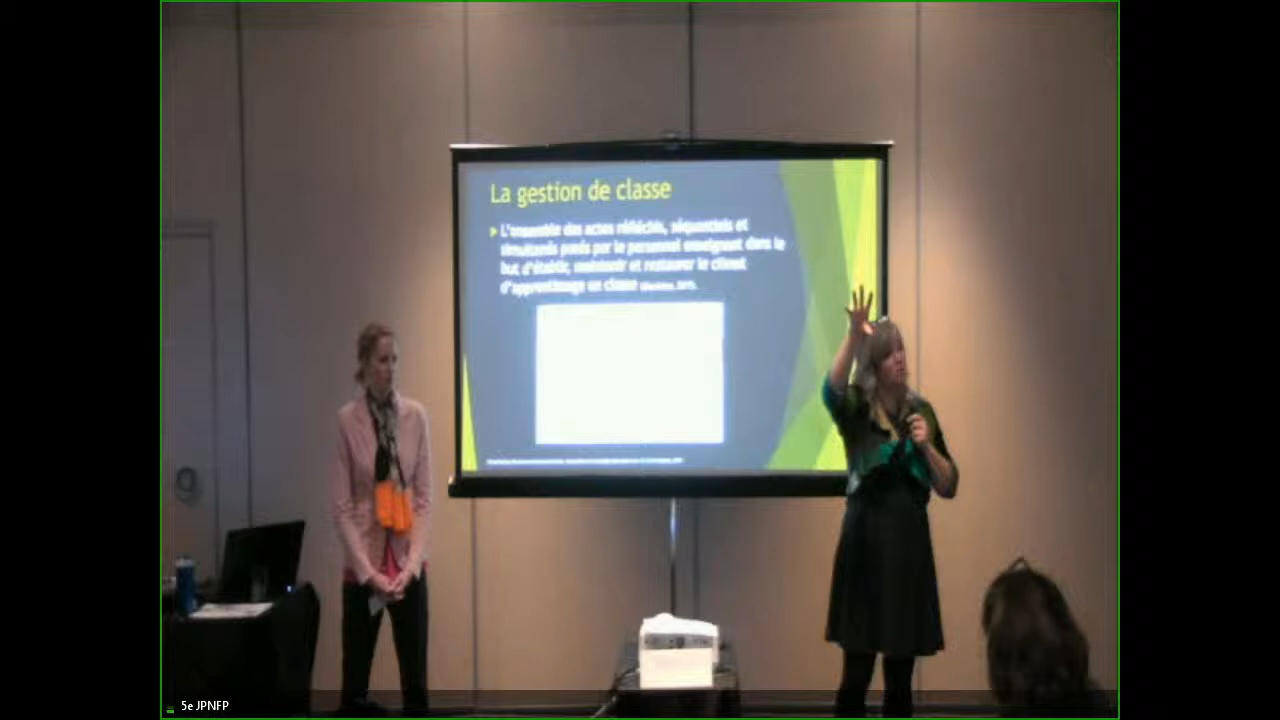 La gestion de classe
L'ensemble des actes réfléchis, séquentiels et
simultanés posés par le personnel enseignant dans le
but d'établir, maintenir et restaurer le climat
d'apprentissage en classe
5e JPNFP